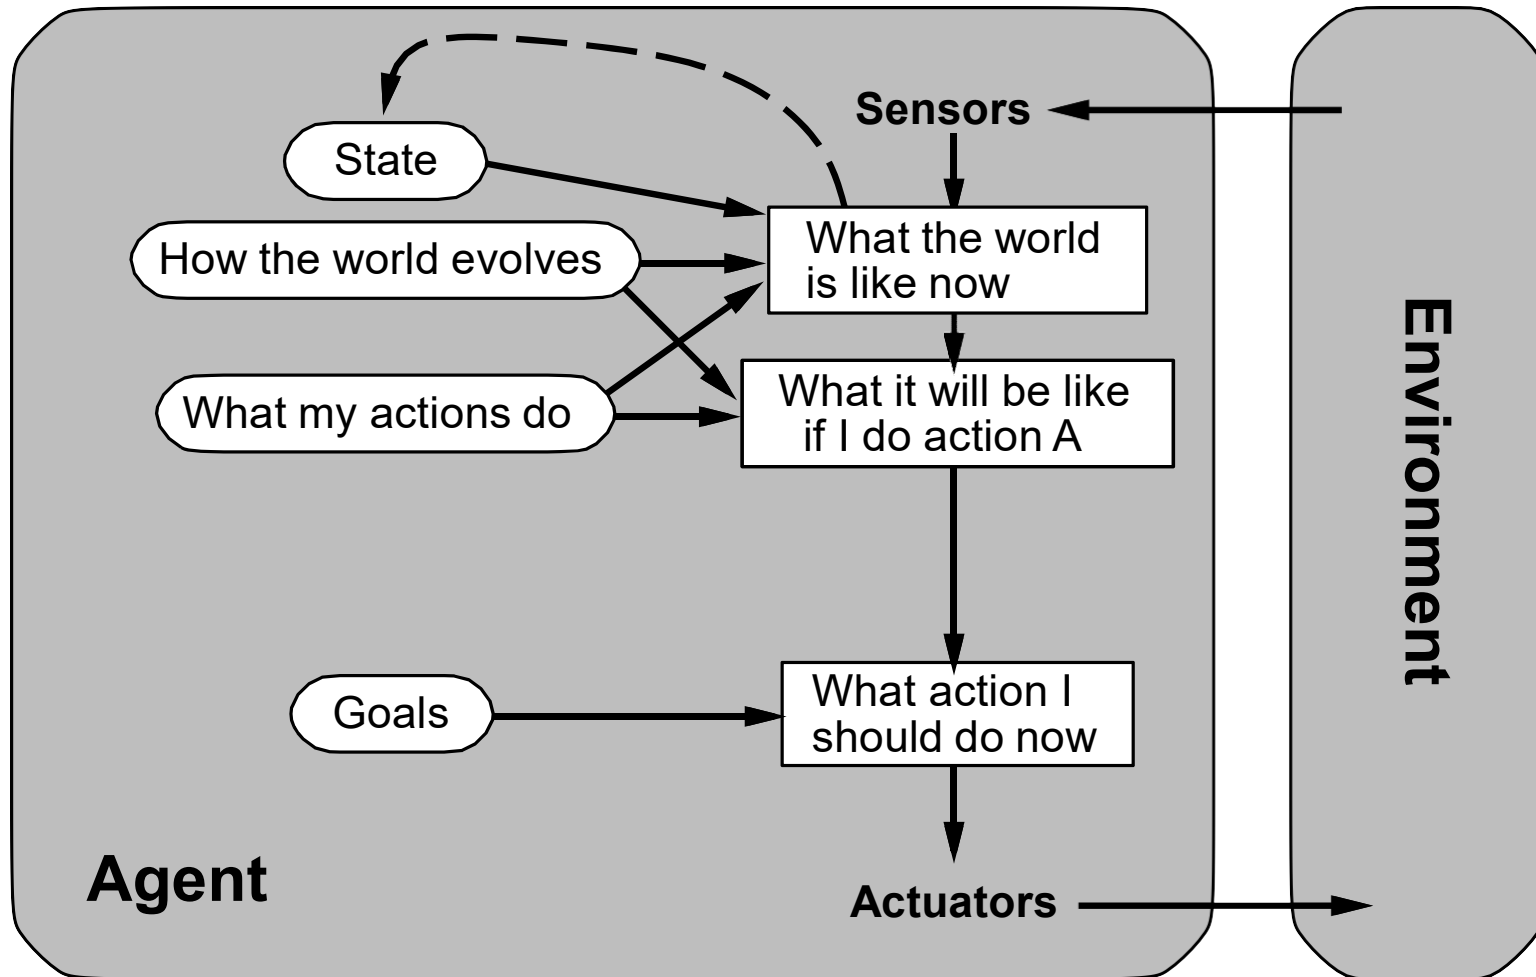 Sensors
State
What the world
is like now
How the world evolves
What it will be like
if I do action A
What my actions do
Goals
What action I
should do now
Agent
Actuators
Environment